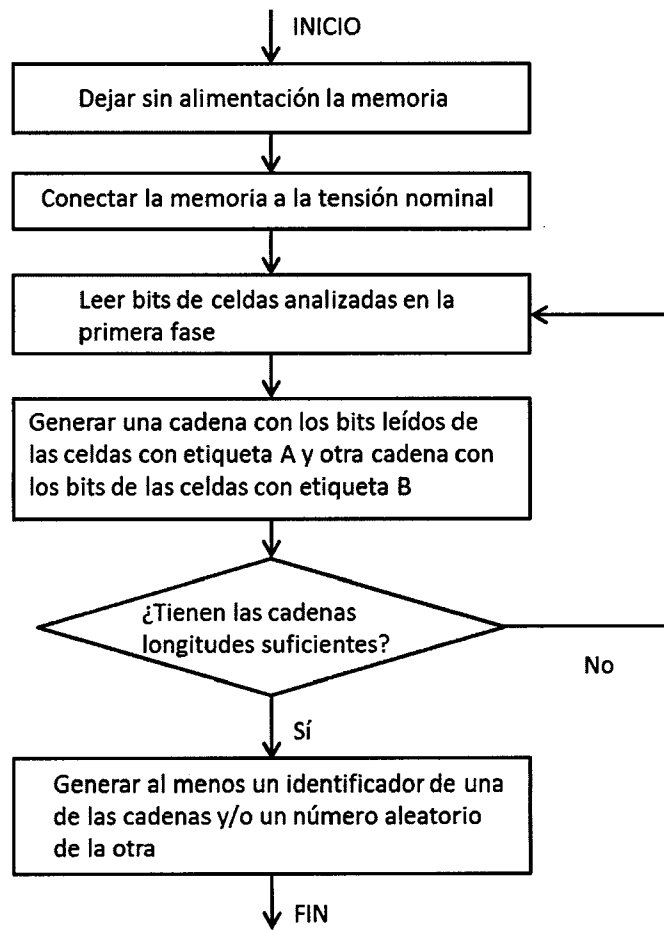 INICIO
Dejar sin alimentación la memoria
Conectar la memoria a la tensión nominal
Leer bits de celdas analizadas en la
primera fase
Generar una cadena con los bits leídos de
las celdas con etiqueta A y otra cadena con
los bits de las celdas con etiqueta B
¿Tienen las cadenas
longitudes suficientes?
No
Sí
Generar al menos un identificador de una
de las cadenas y/o un número aleatorio
de la otra
FIN